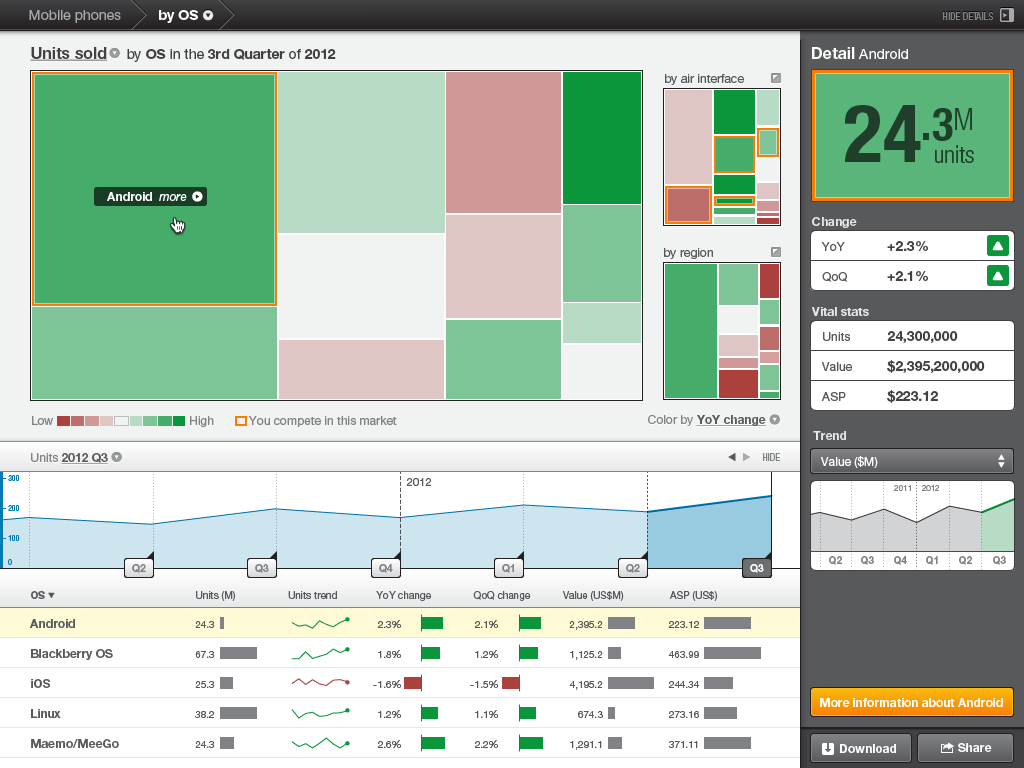 Mobile phones
by OS
HIDE DETAILS
Units sold by OS in the 3rd Quarter of 2012
Android more
Low
High
You compete in this market
by air interface
by region
Color by YoY change
Detail Android
24.3M
units
Change
YoY +2.3%
QoQ +2.1%
Vital stats
Units 24,300,000
Value $2,395,200,000
ASP $223.12
Trend
Value ($M)
2011 2012
Q2 Q3 Q4 Q1 Q2 Q3
More information about Android
Download
Share
Units 2012 Q3
HIDE
300
200
100
0
2012
Q2 Q3 Q4 Q1 Q2 Q3
OS Units (M) Units trend YoY change QoQ change Value (US$M) ASP (US$)
Android 24.3 2.3% 2.1% 2,395.2 223.12
Blackberry OS 67.3 1.8% 1.2% 1,125.2 463.99
iOS 25.3 -1.6% -1.5% 4,195.2 244.34
Linux 38.2 1.2% 1.1% 674.3 273.16
Maemo/MeeGo 24.3 2.6% 2.2% 1,291.1 371.11